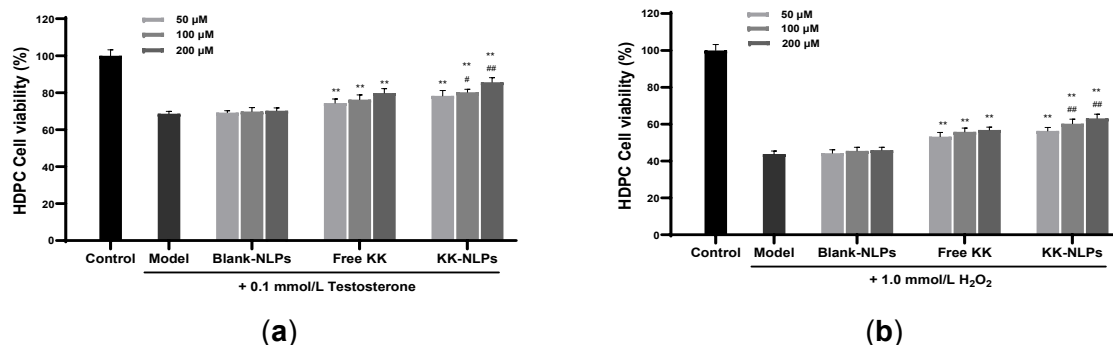 120
100
80
60
40
20
0
HDPC Cell viability (%)
50 μM
100 μM
200 μM
** ** **
** ** **
# ##
Control Model Blank-NLPs Free KK KK-NLPs
+ 0.1 mmol/L Testosterone
(a)
120
100
80
60
40
20
0
HDPC Cell viability (%)
50 μM
100 μM
200 μM
** ** **
** ** **
## ##
Control Model Blank-NLPs Free KK KK-NLPs
+ 1.0 mmol/L H₂O₂
(b)